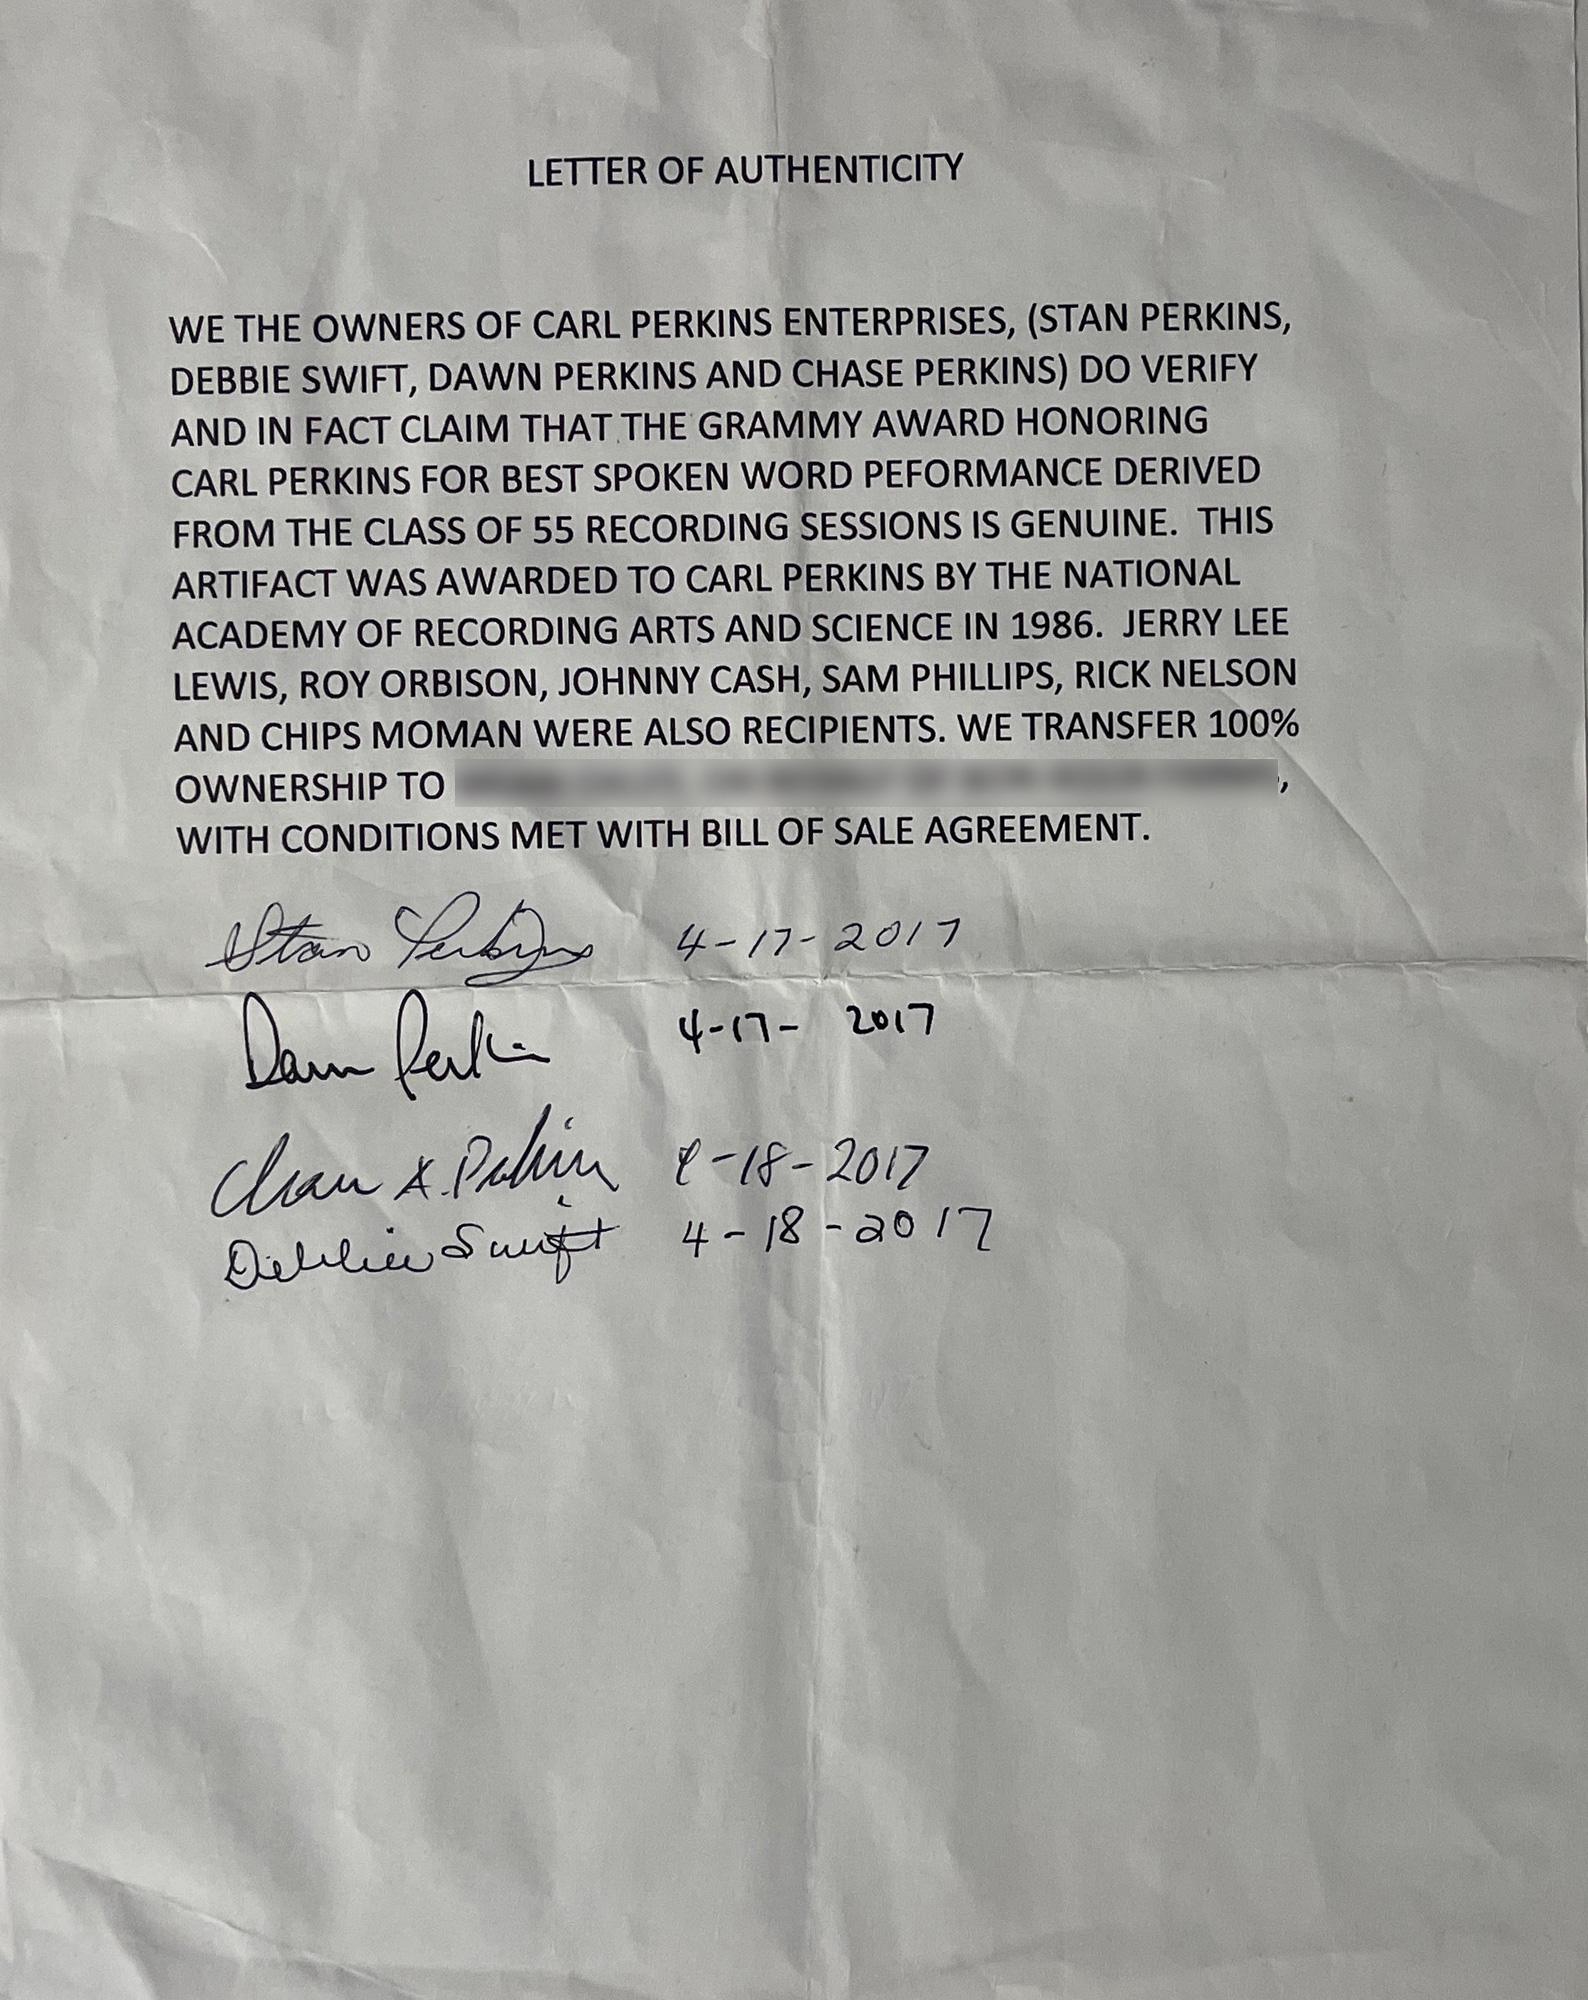 LETTER OF AUTHENTICITY
WE THE OWNERS OF CARL PERKINS ENTERPRISES, (STAN PERKINS,
DEBBIE SWIFT, DAWN PERKINS AND CHASE PERKINS) DO VERIFY
AND IN FACT CLAIM THAT THE GRAMMY AWARD HONORING
CARL PERKINS FOR BEST SPOKEN WORD PEFORMANCE DERIVED
FROM THE CLASS OF 55 RECORDING SESSIONS IS GENUINE.  THIS
ARTIFACT WAS AWARDED TO CARL PERKINS BY THE NATIONAL
ACADEMY OF RECORDING ARTS AND SCIENCE IN 1986.  JERRY LEE
LEWIS, ROY ORBISON, JOHNNY CASH, SAM PHILLIPS, RICK NELSON
AND CHIPS MOMAN WERE ALSO RECIPIENTS. WE TRANSFER 100%
OWNERSHIP TO ,
WITH CONDITIONS MET WITH BILL OF SALE AGREEMENT.
Stan Perkins 4-17-2017
Dawn Perkins 4-17- 2017
Chase A. Perkins 4-18-2017
Debbie Swift 4-18-2017